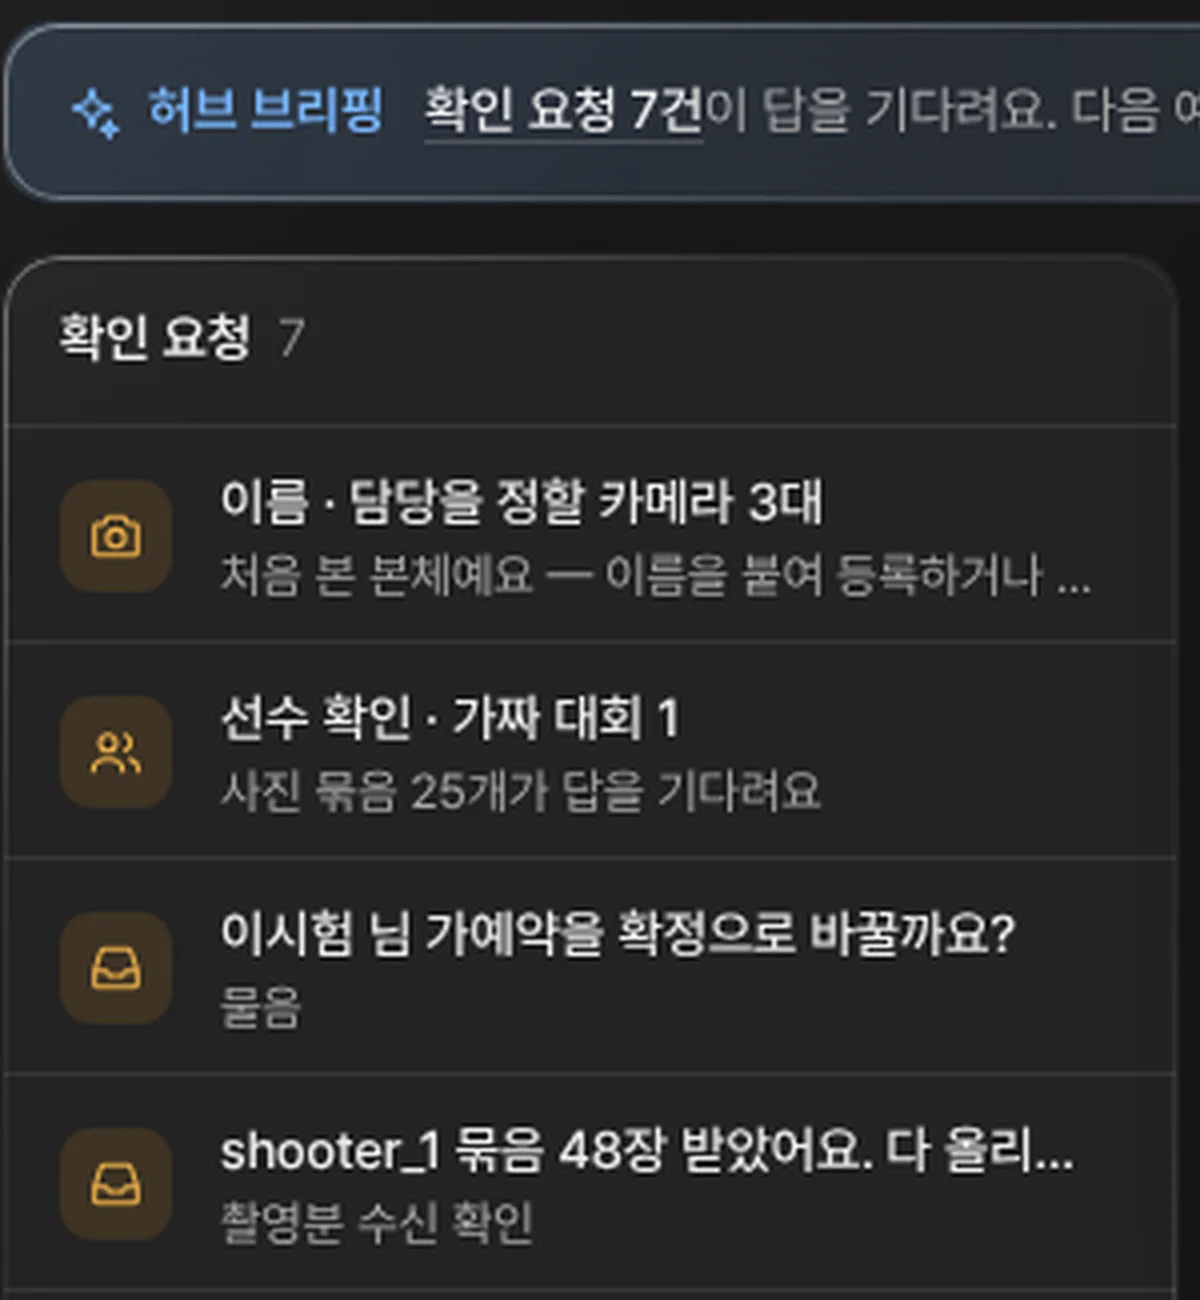 허브 브리핑 확인 요청 7건이 답을 기다려요. 다음
확인 요청 7
이름 · 담당을 정할 카메라 3대
처음 본 본체예요 — 이름을 붙여 등록하거나 ...
선수 확인 · 가짜 대회 1
사진 묶음 25개가 답을 기다려요
이시험 님 가예약을 확정으로 바꿀까요?
물음
shooter_1 묶음 48장 받았어요. 다 올리...
촬영분 수신 확인